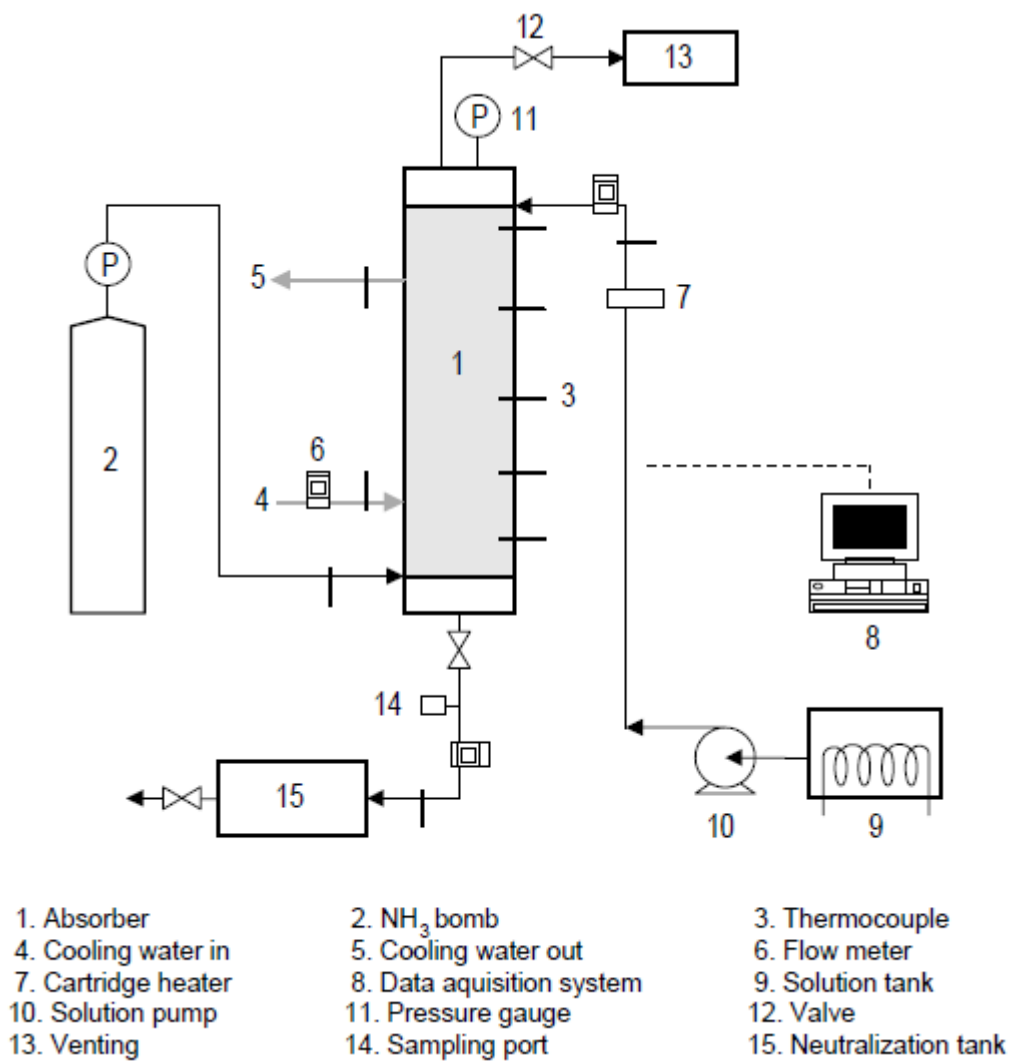 12
13
P
11
P
5
7
1
3
2
6
4
8
14
15
10
9
1. Absorber 2. NH₃ bomb 3. Thermocouple
4. Cooling water in 5. Cooling water out 6. Flow meter
7. Cartridge heater 8. Data aquisition system 9. Solution tank
10. Solution pump 11. Pressure gauge 12. Valve
13. Venting 14. Sampling port 15. Neutralization tank